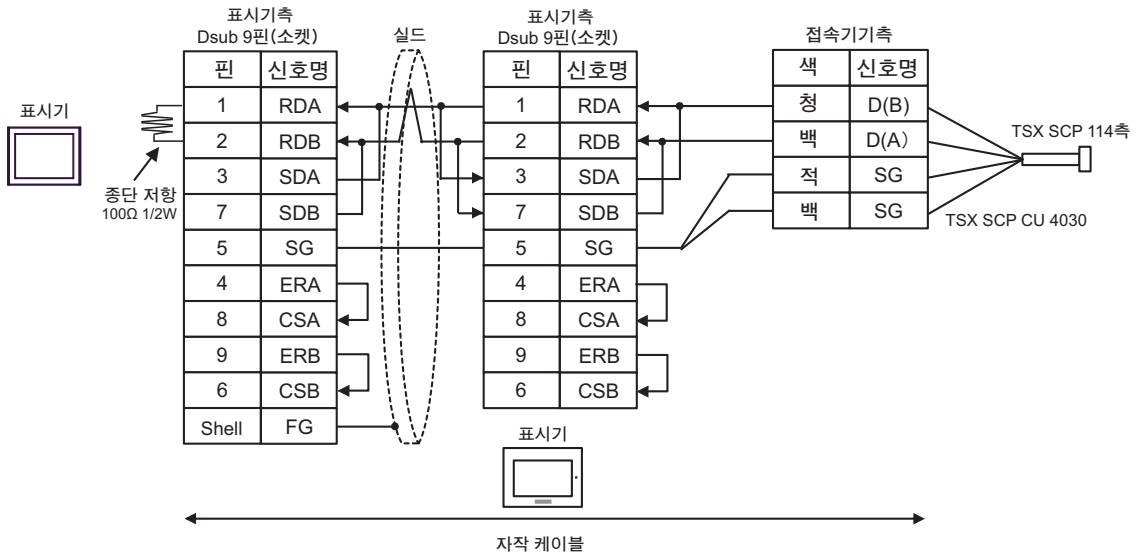 표시기측
Dsub 9핀(소켓)
실드
표시기측
Dsub 9핀(소켓)
접속기기측
표시기
종단 저항
100Ω 1/2W
핀 신호명
1 RDA
2 RDB
3 SDA
7 SDB
5 SG
4 ERA
8 CSA
9 ERB
6 CSB
Shell FG
핀 신호명
1 RDA
2 RDB
3 SDA
7 SDB
5 SG
4 ERA
8 CSA
9 ERB
6 CSB
표시기
색 신호명
청 D(B)
백 D(A)
적 SG
백 SG
TSX SCP 114측
TSX SCP CU 4030
자작 케이블